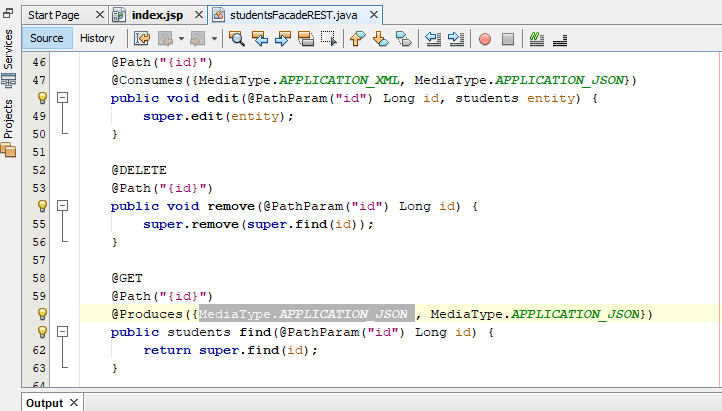 Start Page
index.jsp
studentsFacadeREST.java
Source
History
Services
Projects
46 @Path("{id}")
47 @Consumes({MediaType.APPLICATION_XML, MediaType.APPLICATION_JSON})
public void edit(@PathParam("id") Long id, students entity) {
49 super.edit(entity);
50 }
51
52 @DELETE
53 @Path("{id}")
public void remove(@PathParam("id") Long id) {
55 super.remove(super.find(id));
56 }
57
58 @GET
59 @Path("{id}")
@Produces({MediaType.APPLICATION_JSON , MediaType.APPLICATION_JSON})
public students find(@PathParam("id") Long id) {
62 return super.find(id);
63 }
64
Output